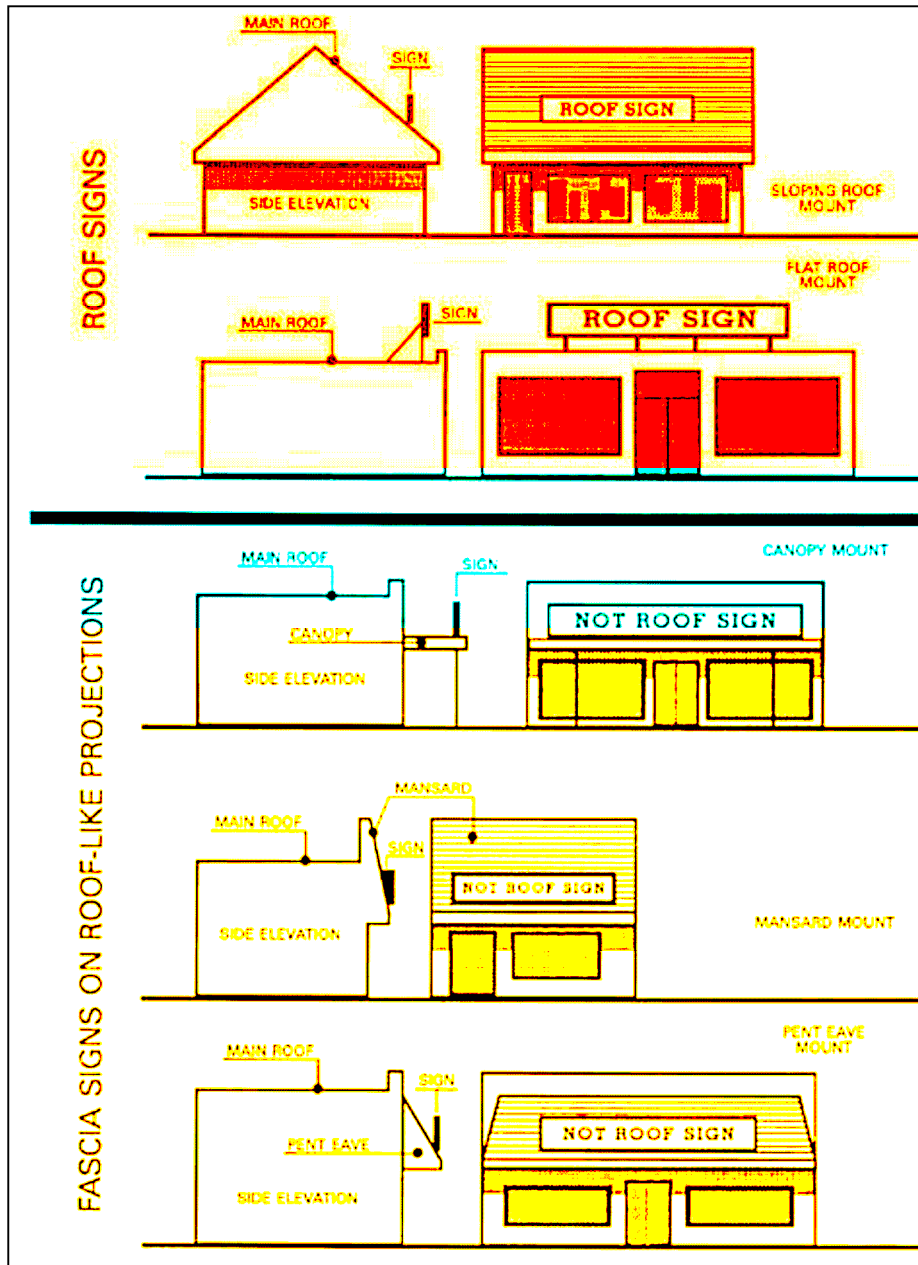 ROOF SIGNS
MAIN ROOF
SIGN
ROOF SIGN
SIDE ELEVATION
SLOPING ROOF
MOUNT
FLAT ROOF
MOUNT
MAIN ROOF
SIGN
ROOF SIGN
FASCIA SIGNS ON ROOF-LIKE PROJECTIONS
CANOPY MOUNT
MAIN ROOF
SIGN
NOT ROOF SIGN
CANOPY
SIDE ELEVATION
MANSARD
MAIN ROOF
SIGN
NOT ROOF SIGN
SIDE ELEVATION
MANSARD MOUNT
PENT EAVE
MOUNT
MAIN ROOF
SIGN
NOT ROOF SIGN
PENT EAVE
SIDE ELEVATION